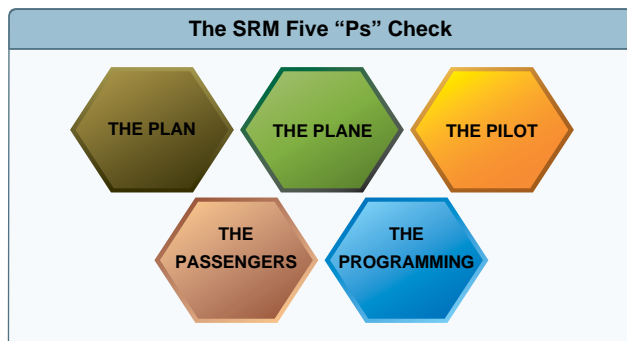 The SRM Five “Ps” Check
THE PLAN
THE PLANE
THE PILOT
THE
PASSENGERS
THE
PROGRAMMING